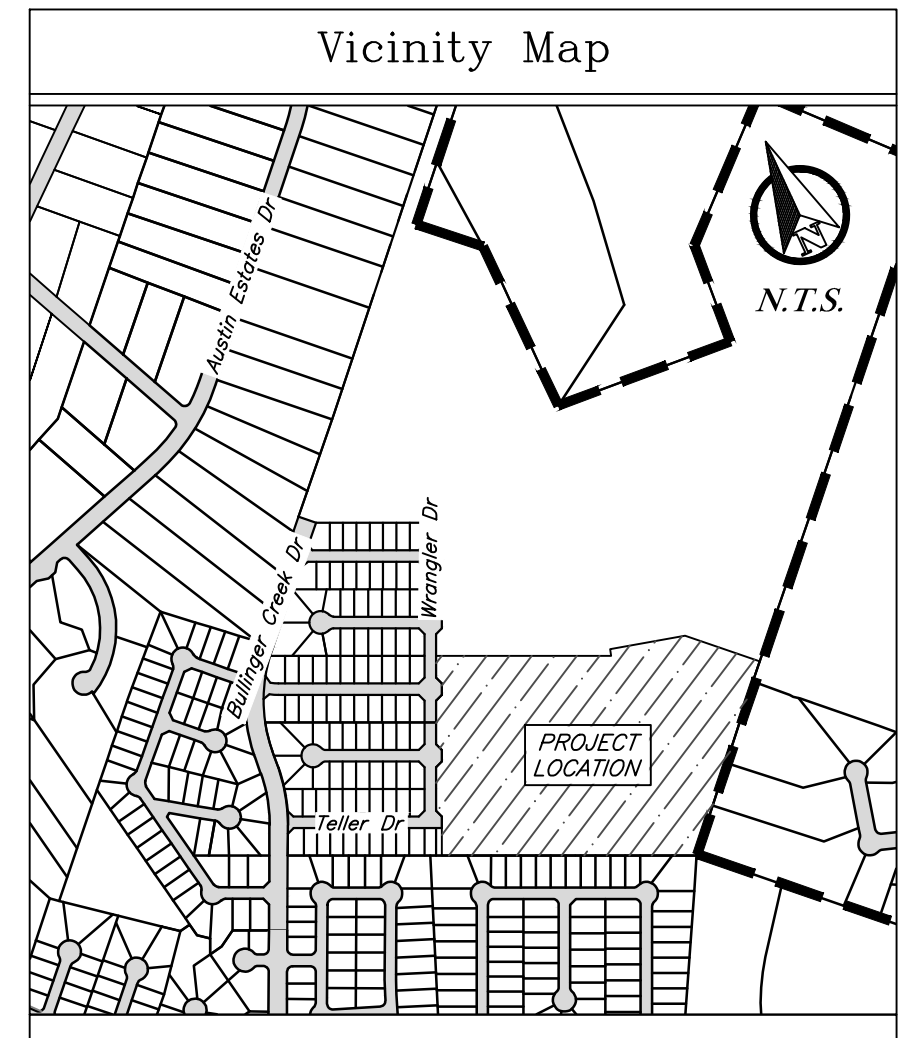 Vicinity Map
Austin Estates Dr
N
N.T.S.
Wrangler Dr
Bullinger Creek Dr
PROJECT
LOCATION
Teller Dr